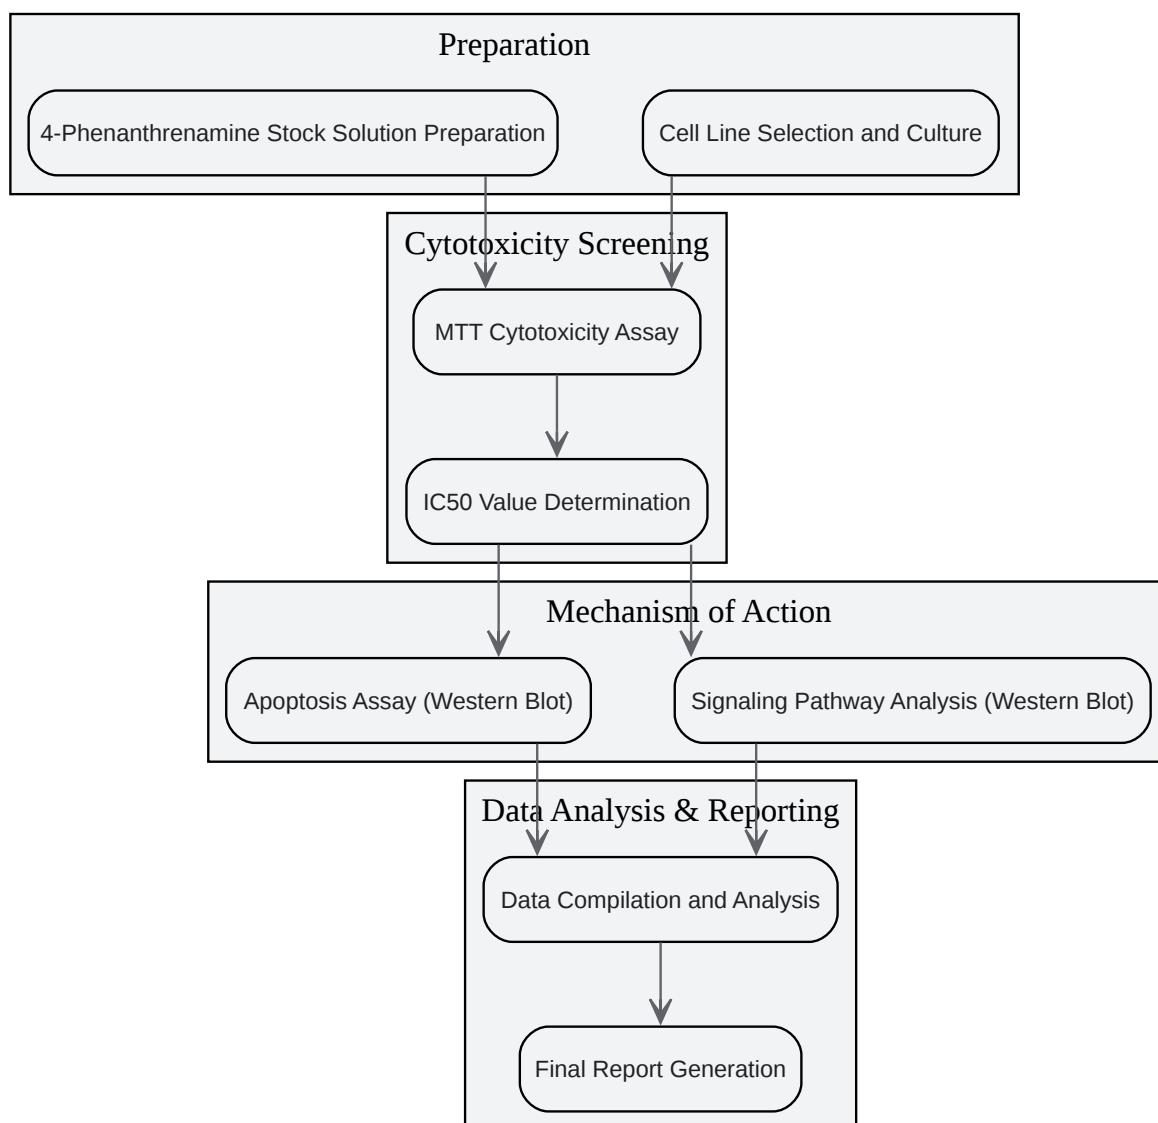 Preparation
4-Phenanthrenamine Stock Solution Preparation
Cell Line Selection and Culture
Cytotoxicity Screening
MTT Cytotoxicity Assay
IC50 Value Determination
Mechanism of Action
Apoptosis Assay (Western Blot)
Signaling Pathway Analysis (Western Blot)
Data Analysis & Reporting
Data Compilation and Analysis
Final Report Generation